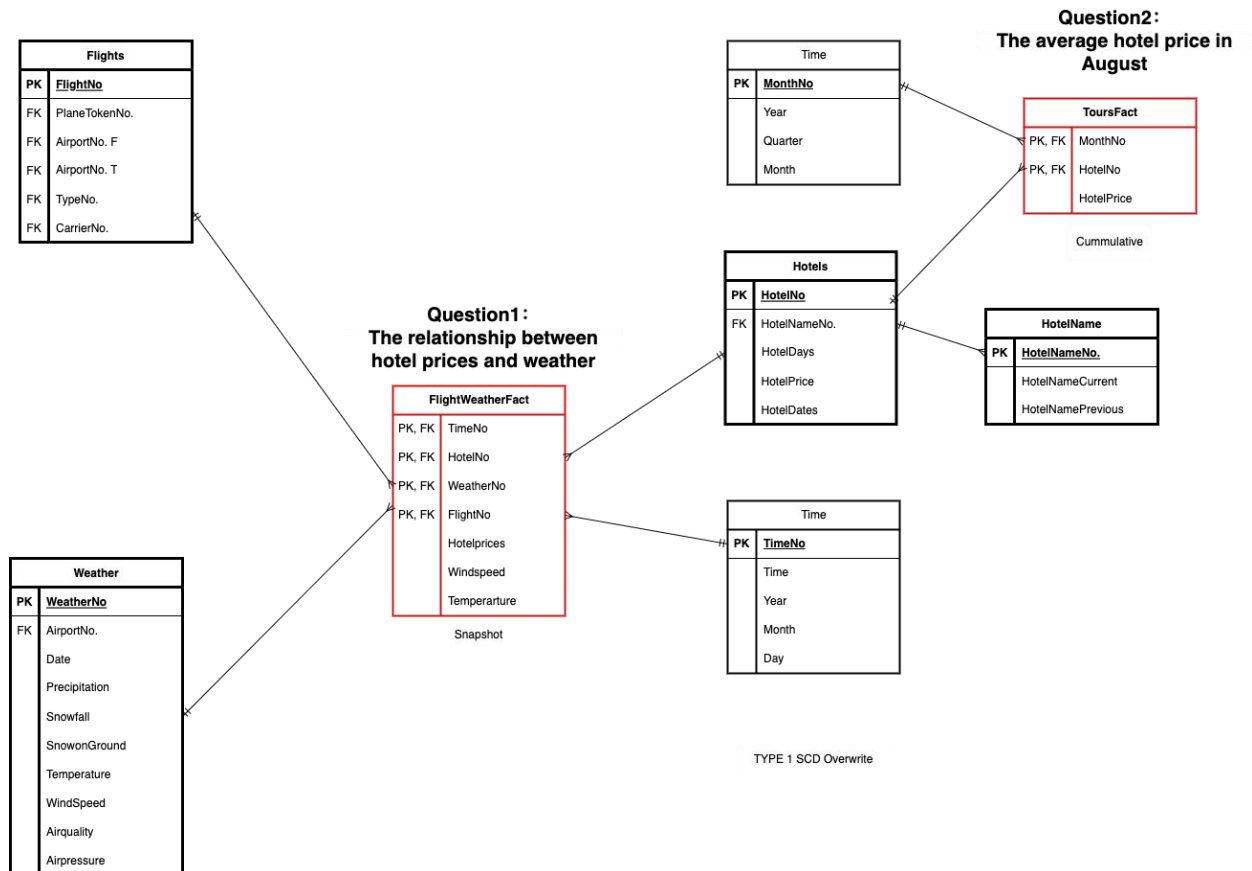 Flights
PK FlightNo
FK PlaneTokenNo.
FK AirportNo. F
FK AirportNo. T
FK TypeNo.
FK CarrierNo.
Time
PK MonthNo
Year
Quarter
Month
Question2:
The average hotel price in
August
ToursFact
PK, FK MonthNo
PK, FK HotelNo
HotelPrice
Cummulative
Hotels
PK HotelNo
FK HotelNameNo.
HotelDays
HotelPrice
HotelDates
HotelName
PK HotelNameNo.
HotelNameCurrent
HotelNamePrevious
Question1:
The relationship between
hotel prices and weather
FlightWeatherFact
PK, FK TimeNo
PK, FK HotelNo
PK, FK WeatherNo
PK, FK FlightNo
Hotelprices
Windspeed
Temperarture
Snapshot
Time
PK TimeNo
Time
Year
Month
Day
TYPE 1 SCD Overwrite
Weather
PK WeatherNo
FK AirportNo.
Date
Precipitation
Snowfall
SnowonGround
Temperature
WindSpeed
Airquality
Airpressure